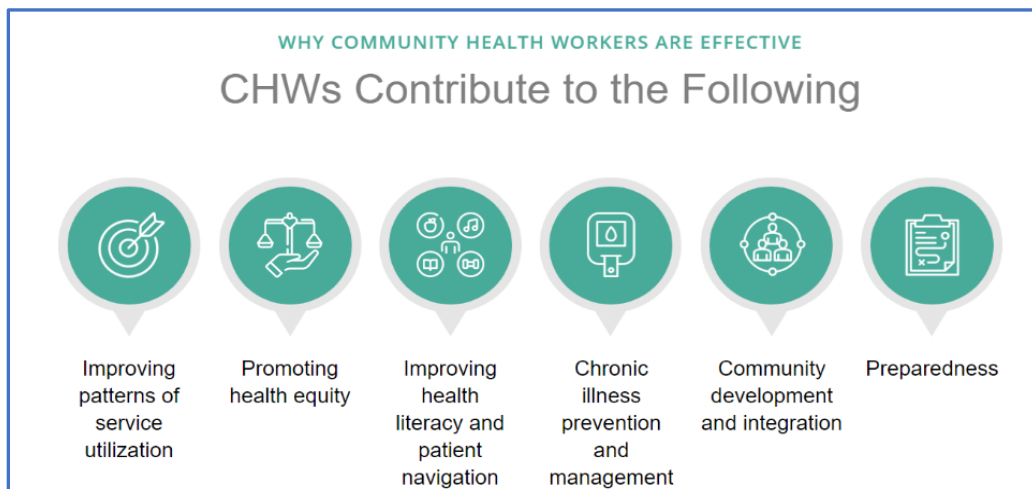 WHY COMMUNITY HEALTH WORKERS ARE EFFECTIVE
CHWs Contribute to the Following
Improving
patterns of
service
utilization
Promoting
health equity
Improving
health
literacy and
patient
navigation
Chronic
illness
prevention
and
management
Community
development
and integration
Preparedness